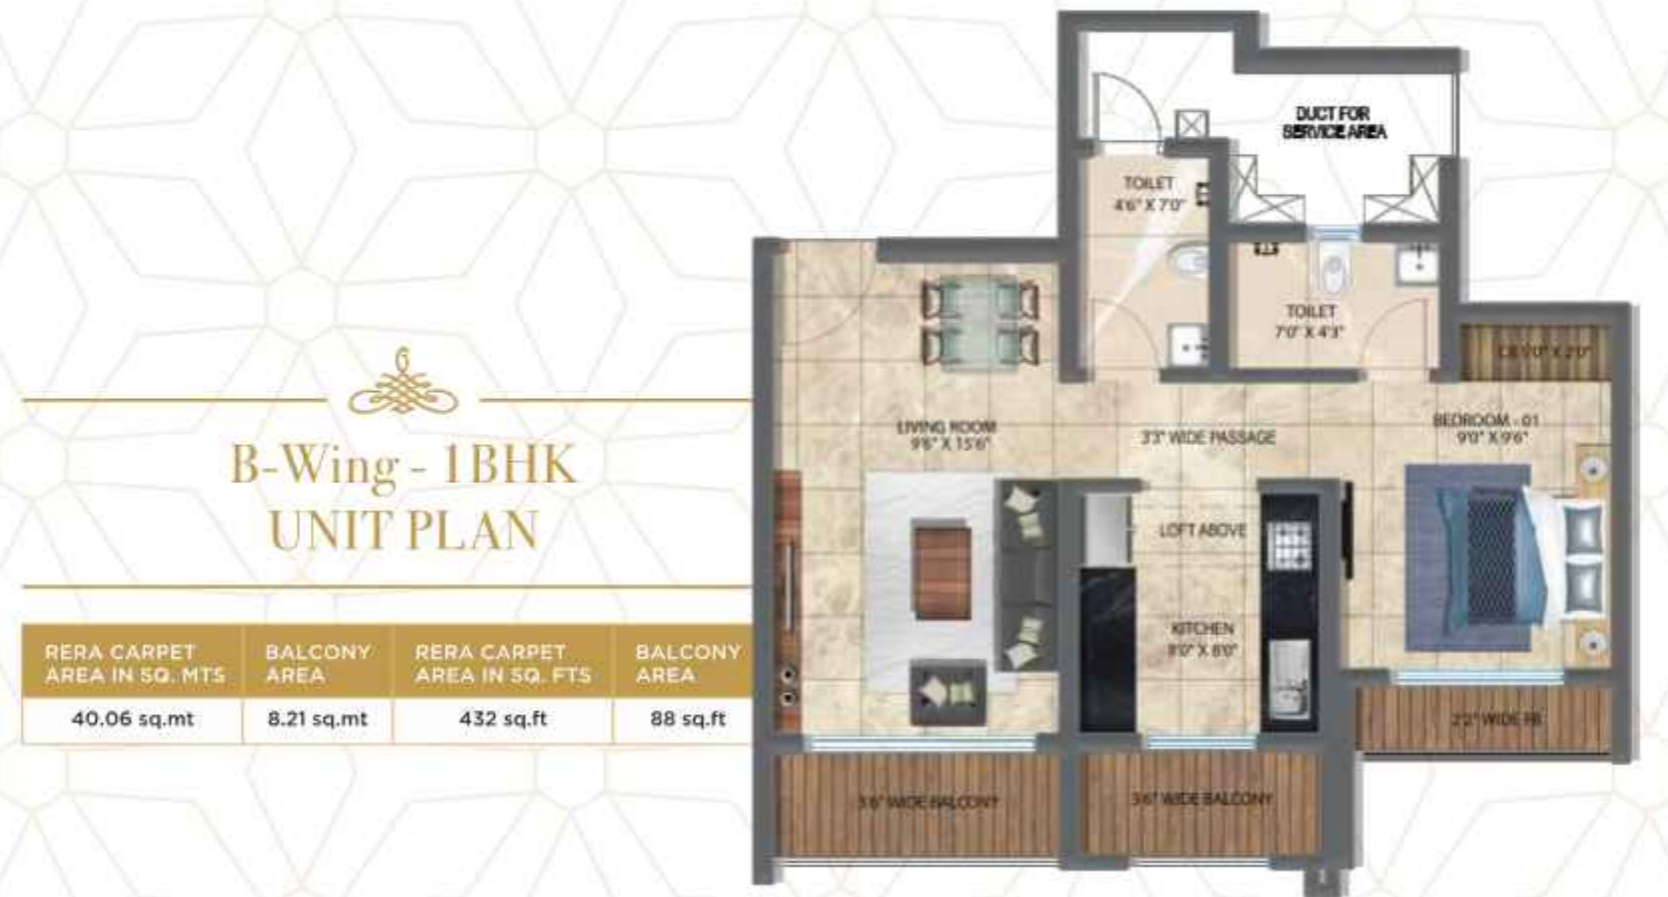 B-Wing - 1BHK
UNIT PLAN
RERA CARPET
AREA IN SQ. MTS
BALCONY
AREA
RERA CARPET
AREA IN SQ. FTS
BALCONY
AREA
40.06 sq.mt
8.21 sq.mt
432 sq.ft
88 sq.ft
DUCT FOR
SERVICE AREA
TOILET
4'6" X 7'0"
TOILET
7'0" X 4'3"
LIVING ROOM
9'6" X 15'6"
3'3" WIDE PASSAGE
BEDROOM - 01
9'0" X 9'6"
LOFT ABOVE
KITCHEN
8'0" X 8'0"
3'6" WIDE BALCONY
3'6" WIDE BALCONY
2'2" WIDE FB